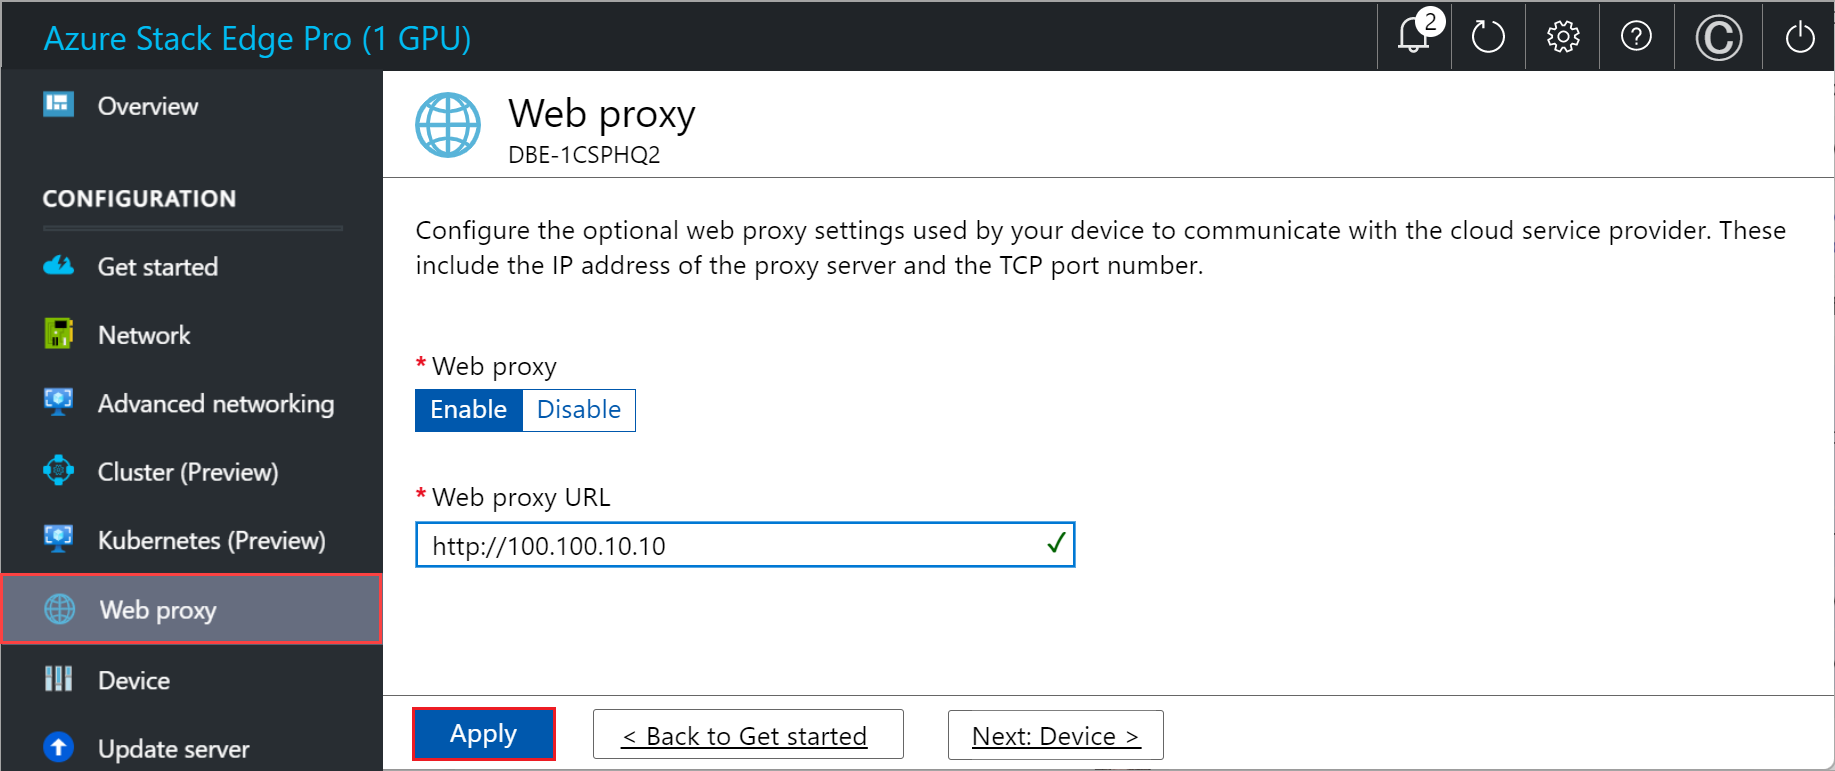 Azure Stack Edge Pro (1 GPU)
2
Overview
CONFIGURATION
Get started
Network
Advanced networking
Cluster (Preview)
Kubernetes (Preview)
Web proxy
Device
Update server
Web proxy
DBE-1CSPHQ2
Configure the optional web proxy settings used by your device to communicate with the cloud service provider. These
include the IP address of the proxy server and the TCP port number.
* Web proxy
Enable Disable
* Web proxy URL
http://100.100.10.10
Apply < Back to Get started Next: Device >